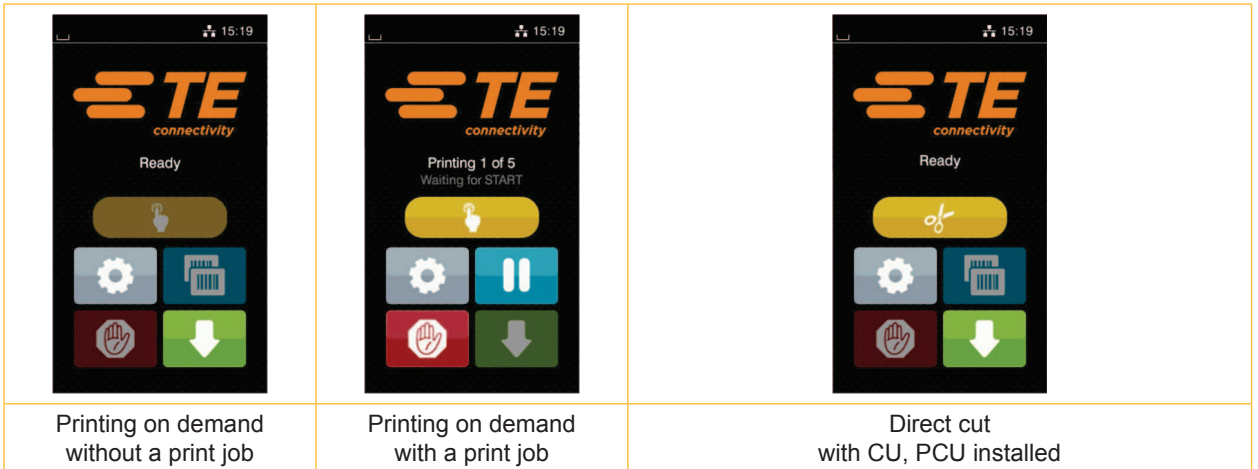 15:19
TE
connectivity
Ready
15:19
TE
connectivity
Printing 1 of 5
Waiting for START
15:19
TE
connectivity
Ready
Printing on demand
without a print job
Printing on demand
with a print job
Direct cut
with CU, PCU installed